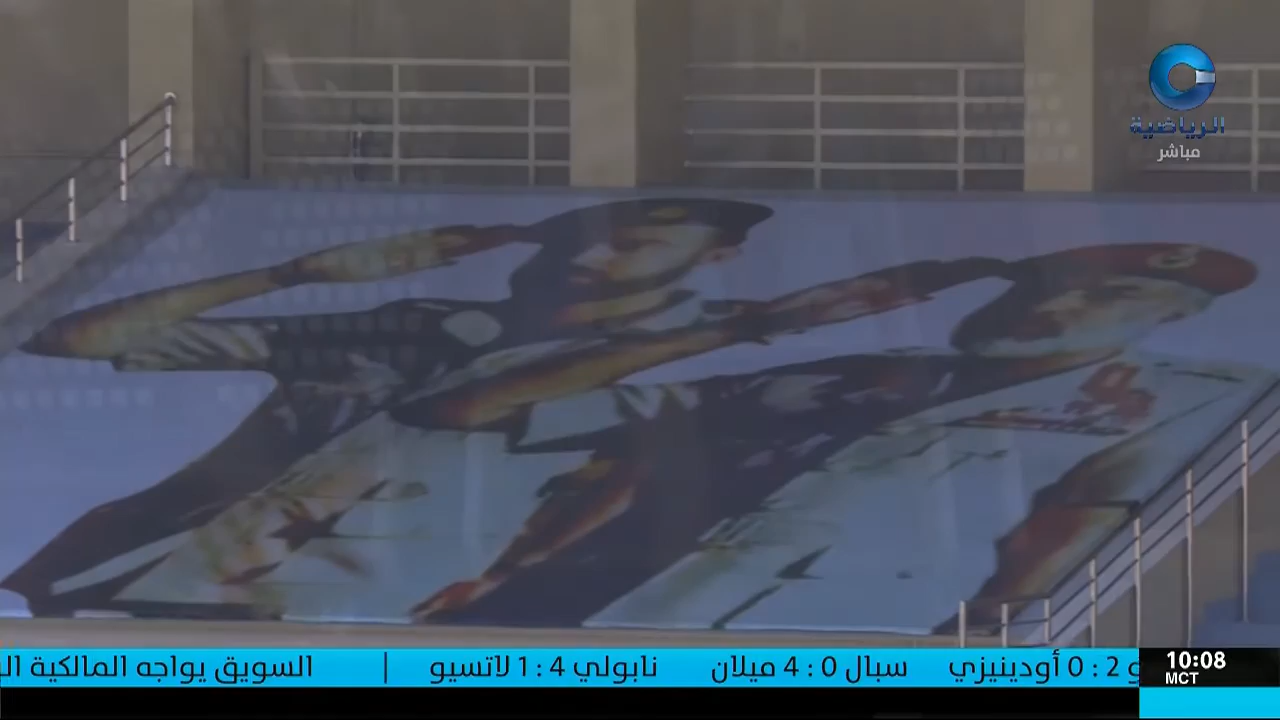 الرياضية
مباشر
و 2 : 0 أودينيزي
سبال 0 : 4 ميلان
نابولي 4 : 1 لاتسيو
السويق يواجه المالكية
10:08
MCT